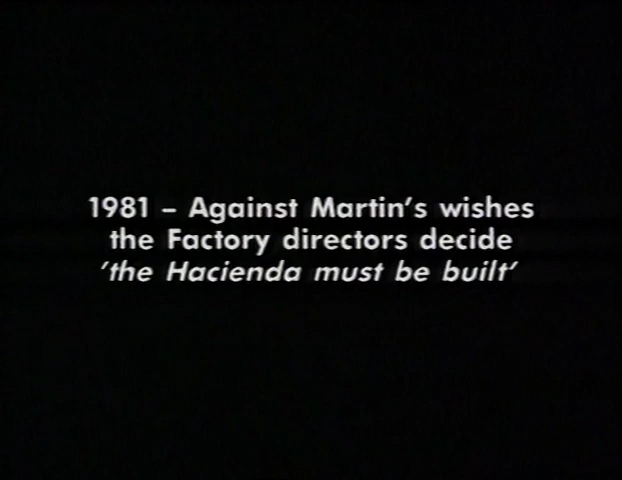 1981 – Against Martin's wishes
the Factory directors decide
'the Hacienda must be built'